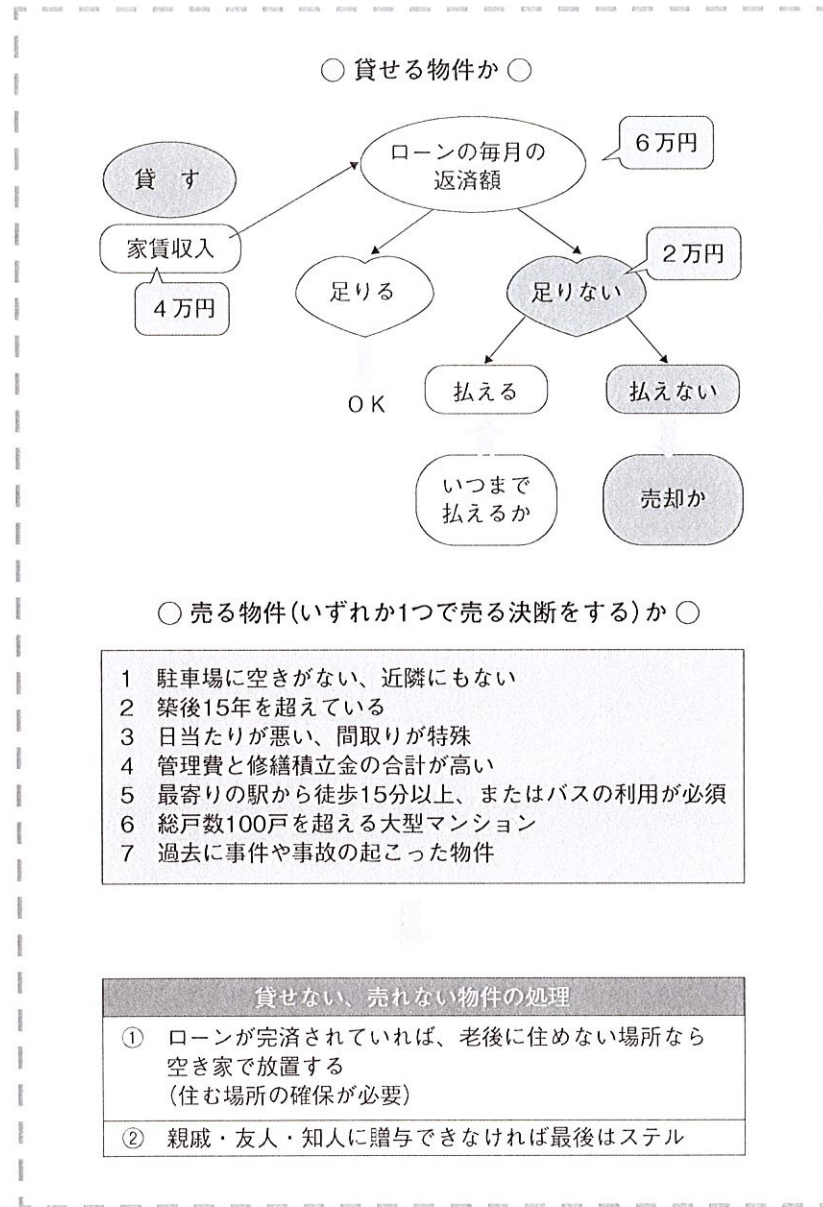 ○ 貸せる物件か ○
ローンの毎月の
返済額
6万円
貸 す
家賃収入
4万円
足りる
足りない
2万円
OK
払える
払えない
いつまで
払えるか
売却か
○ 売る物件(いずれか1つで売る決断をする)か ○
1 駐車場に空きがない、近隣にもない
2 築後15年を超えている
3 日当たりが悪い、間取りが特殊
4 管理費と修繕積立金の合計が高い
5 最寄りの駅から徒歩15分以上、またはバスの利用が必須
6 総戸数100戸を超える大型マンション
7 過去に事件や事故の起こった物件
貸せない、売れない物件の処理
① ローンが完済されていれば、老後に住めない場所なら
空き家で放置する
(住む場所の確保が必要)
② 親戚・友人・知人に贈与できなければ最後はステル